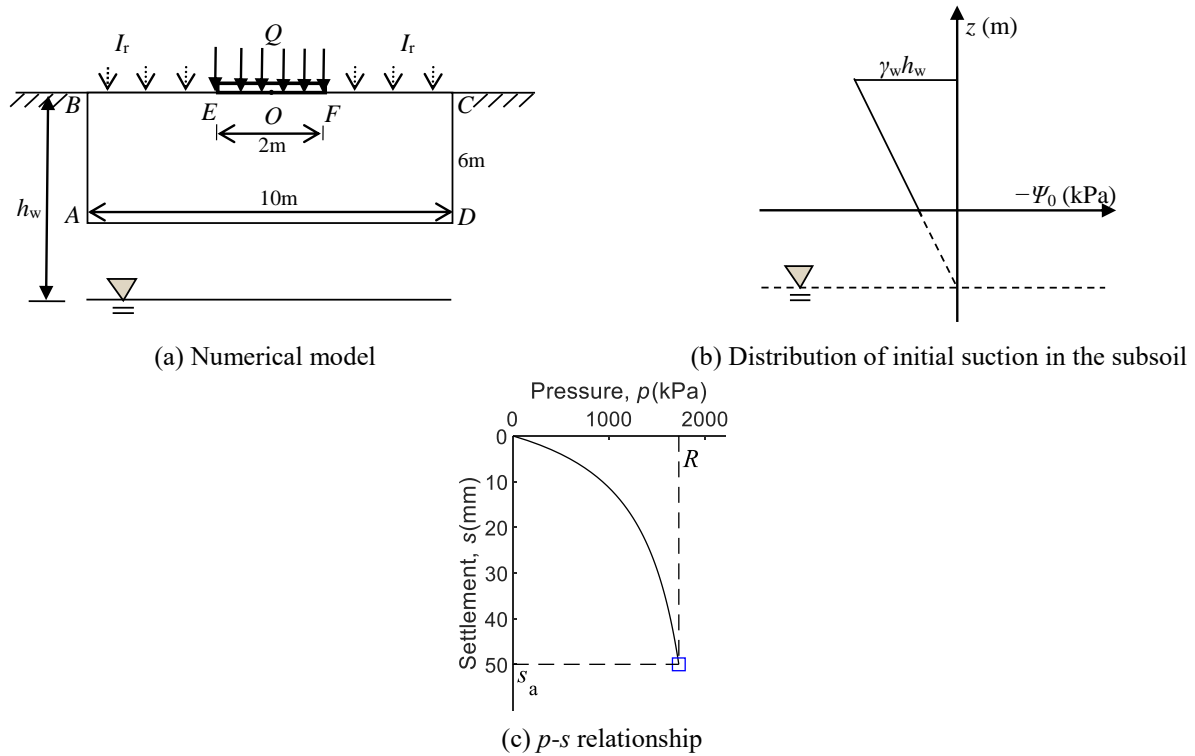 Q
I_r I_r
B E O F C
2m
6m
h_w
A 10m D
(a) Numerical model
z (m)
γ_w h_w
−Ψ_0 (kPa)
(b) Distribution of initial suction in the subsoil
Pressure, p(kPa)
0 1000 2000
0
10
20
30
40
50
Settlement, s(mm)
R
s_a
(c) p-s relationship